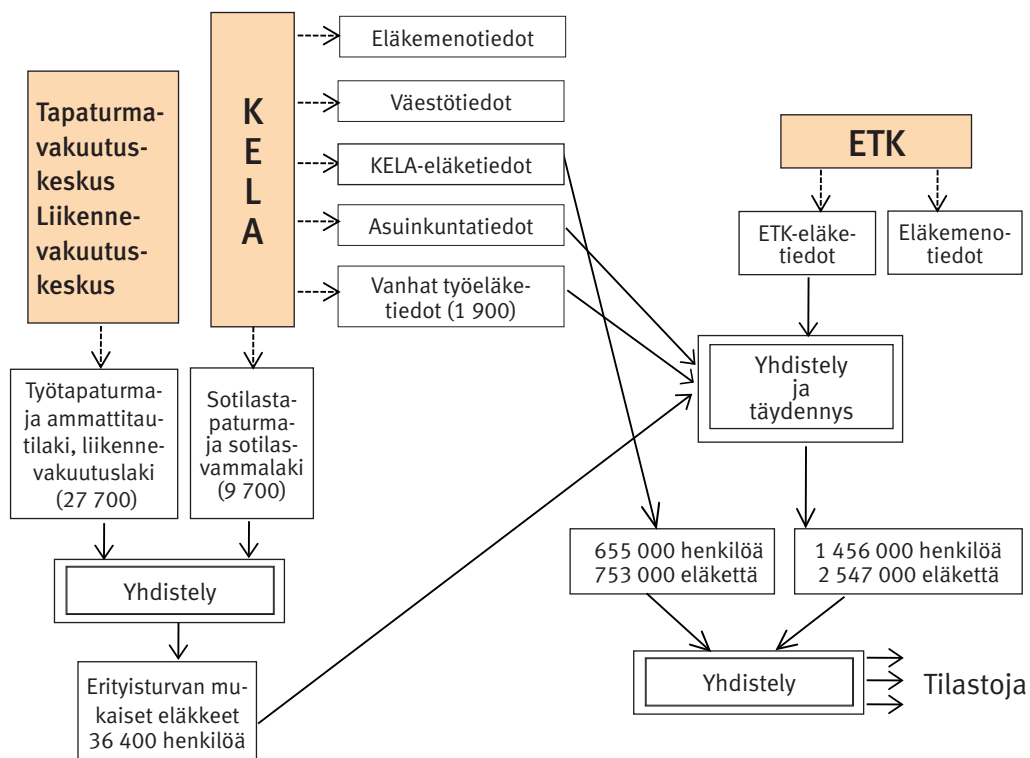 Tapaturma-
vakuutus-
keskus
Liikenne-
vakuutus-
keskus
K
E
L
A
Eläkemenotiedot
Väestötiedot
KELA-eläketiedot
Asuinkuntatiedot
Vanhat työeläke-
tiedot (1 900)
ETK
ETK-eläke-
tiedot
Eläkemeno-
tiedot
Yhdistely
ja
täydennys
Työtapaturma-
ja ammattitau-
tilaki, liikenne-
vakuutuslaki
(27 700)
Sotilasta-
paturma-
ja sotilas-
vammalaki
(9 700)
Yhdistely
Erityisturvan mu-
kaiset eläkkeet
36 400 henkilöä
655 000 henkilöä
753 000 eläkettä
1 456 000 henkilöä
2 547 000 eläkettä
Yhdistely
Tilastoja